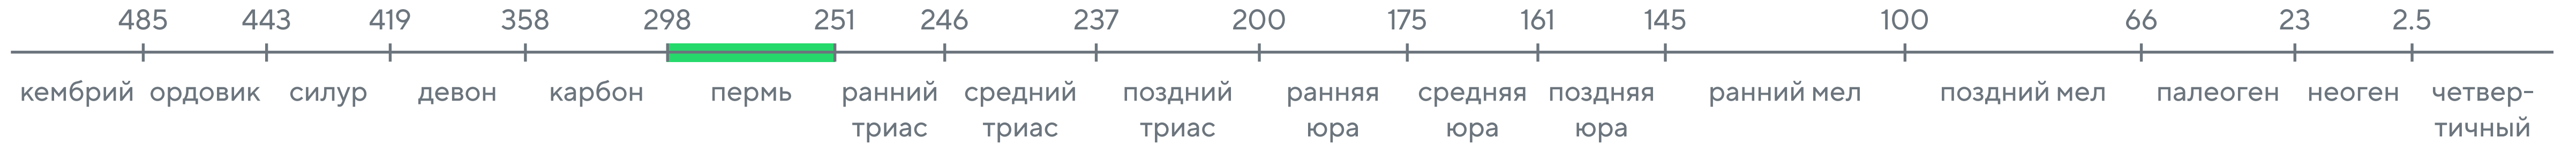 485 443 419 358 298 251 246 237 200 175 161 145 100 66 23 2.5
кембрий ордовик силур девон карбон пермь ранний средний поздний ранняя средняя поздняя ранний мел поздний мел палеоген неоген четвер-
триас триас триас юра юра юра тичный